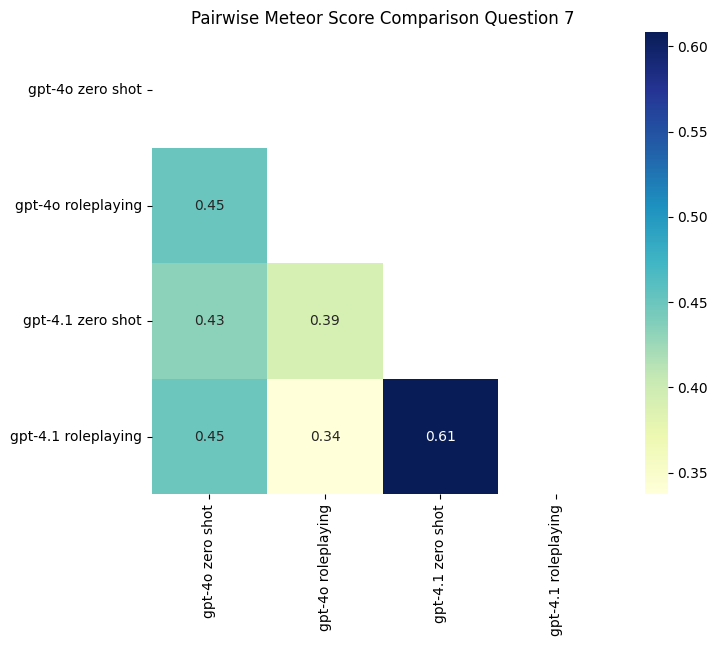 Pairwise Meteor Score Comparison Question 7
gpt-4o zero shot
gpt-4o roleplaying
0.45
gpt-4.1 zero shot
0.43 0.39
gpt-4.1 roleplaying
0.45 0.34 0.61
gpt-4o zero shot
gpt-4o roleplaying
gpt-4.1 zero shot
gpt-4.1 roleplaying
0.60
0.55
0.50
0.45
0.40
0.35